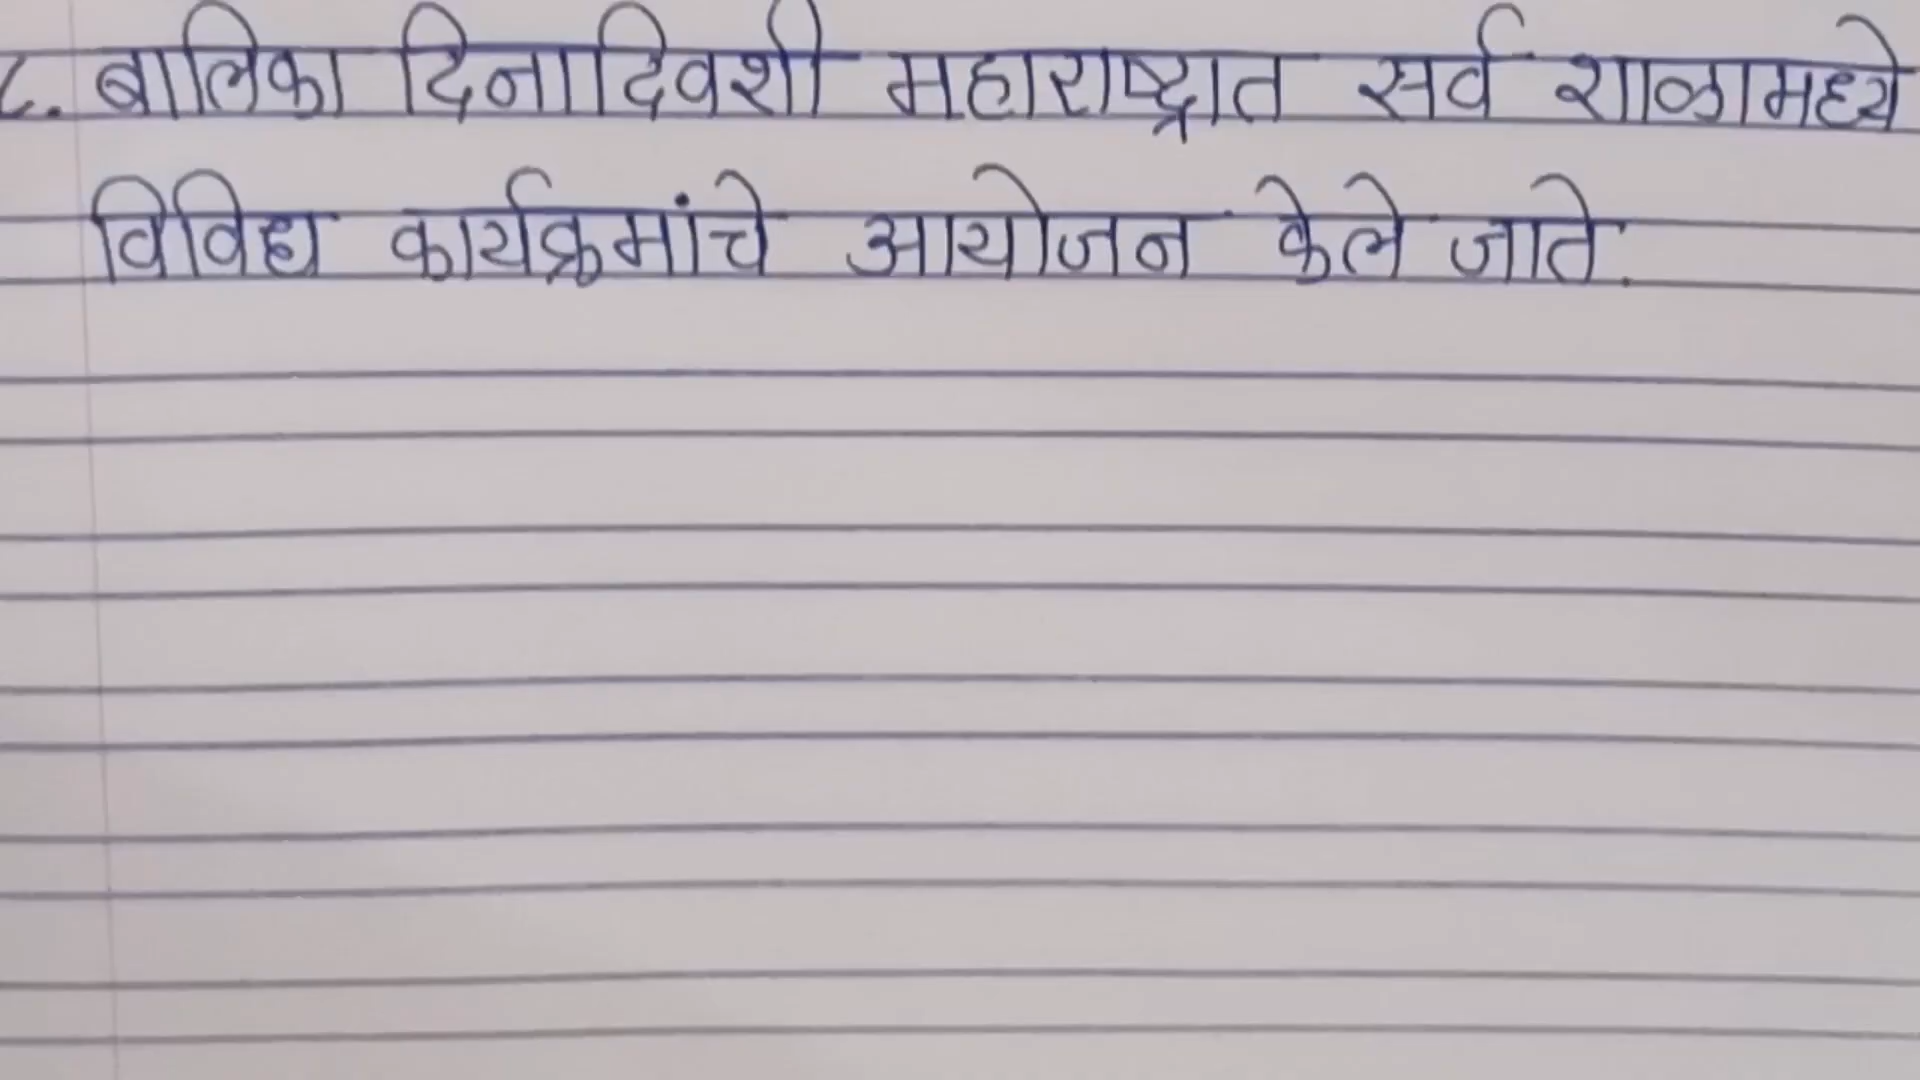 ८. बालिका दिनादिवशी महाराष्ट्रात सर्व शाळामध्ये
विविध कार्यक्रमांचे आयोजन केले जाते.